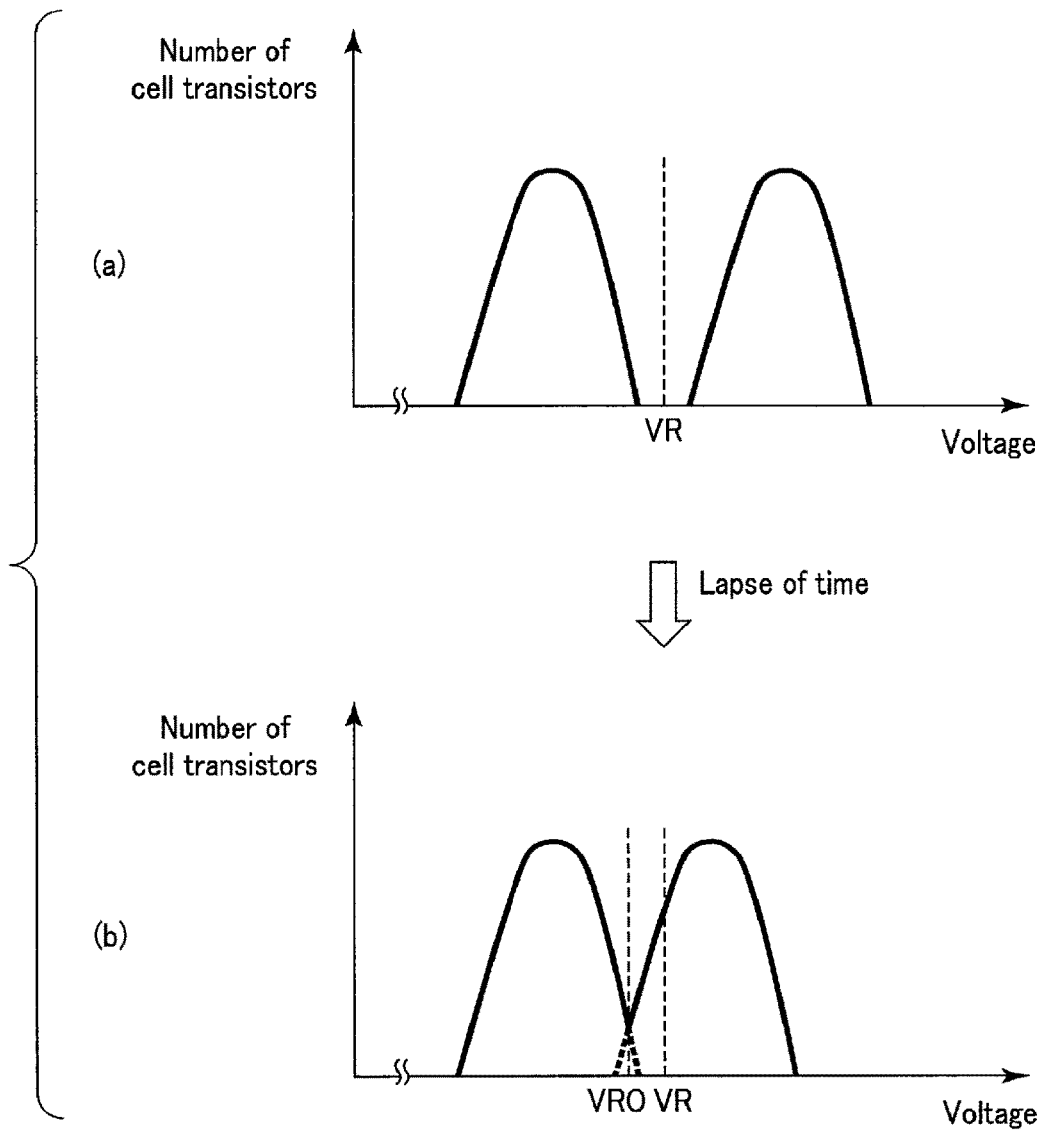 Number of
cell transistors
(a)
VR
Voltage
Lapse of time
Number of
cell transistors
(b)
VRO VR
Voltage